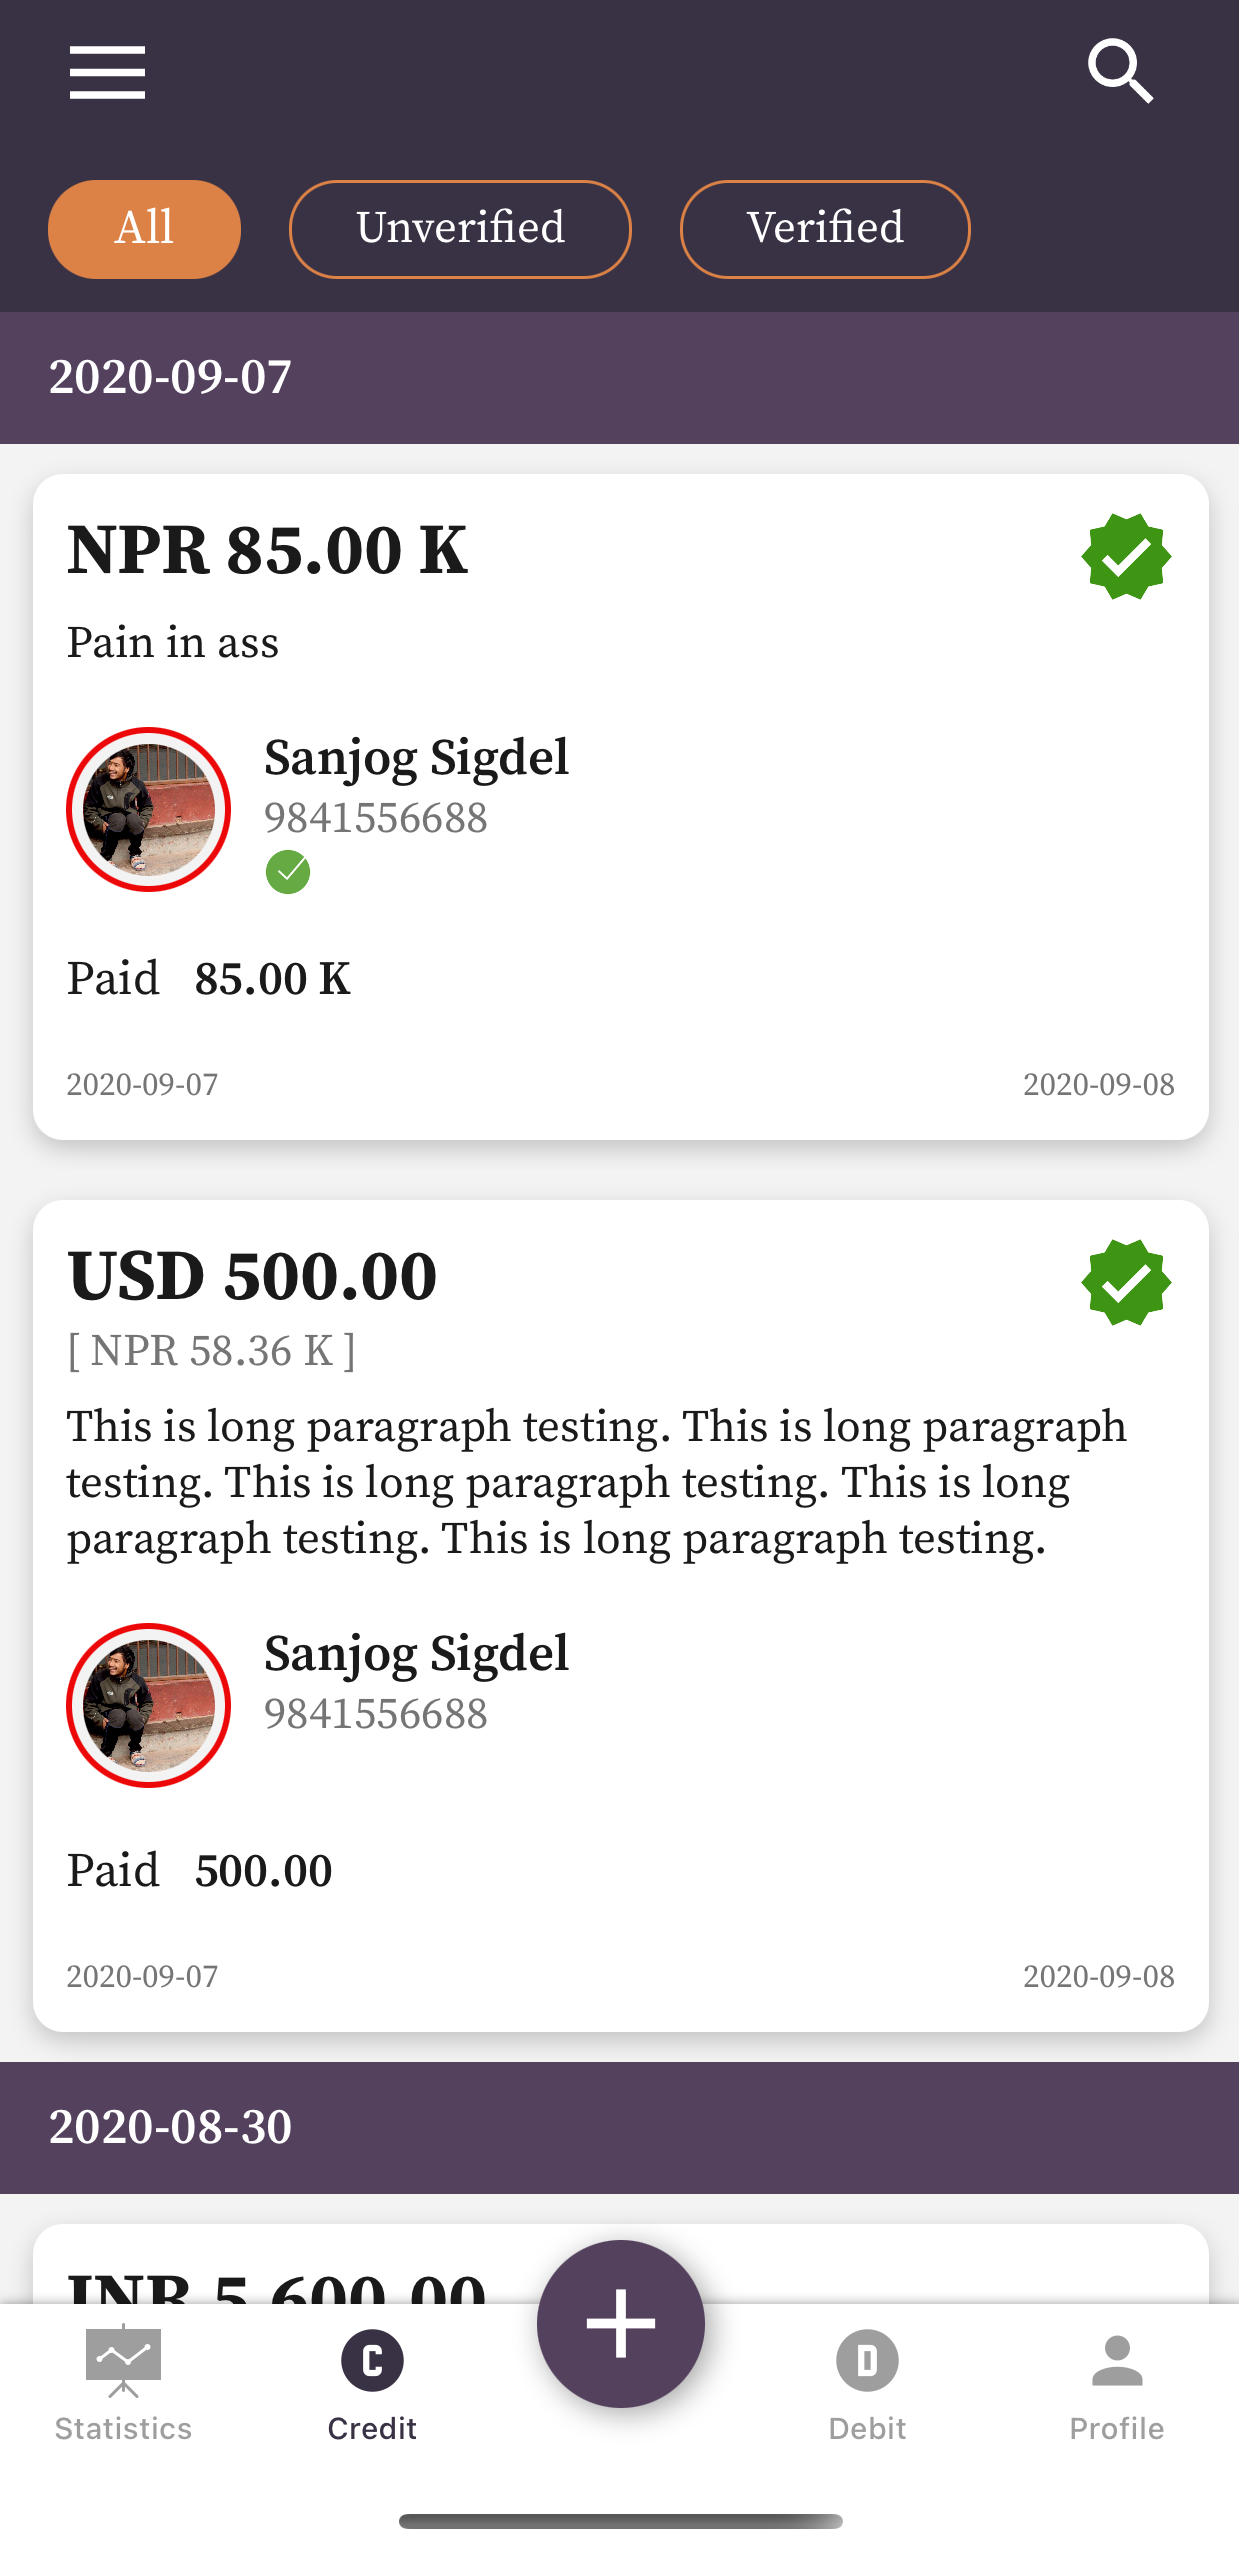 All
Unverified
Verified
2020-09-07
NPR 85.00 K
Pain in ass
Sanjog Sigdel
9841556688
Paid 85.00 K
2020-09-07
2020-09-08
USD 500.00
[ NPR 58.36 K ]
This is long paragraph testing. This is long paragraph
testing. This is long paragraph testing. This is long
paragraph testing. This is long paragraph testing.
Sanjog Sigdel
9841556688
Paid 500.00
2020-09-07
2020-09-08
2020-08-30
INR 5,600.00
C
D
Statistics
Credit
Debit
Profile